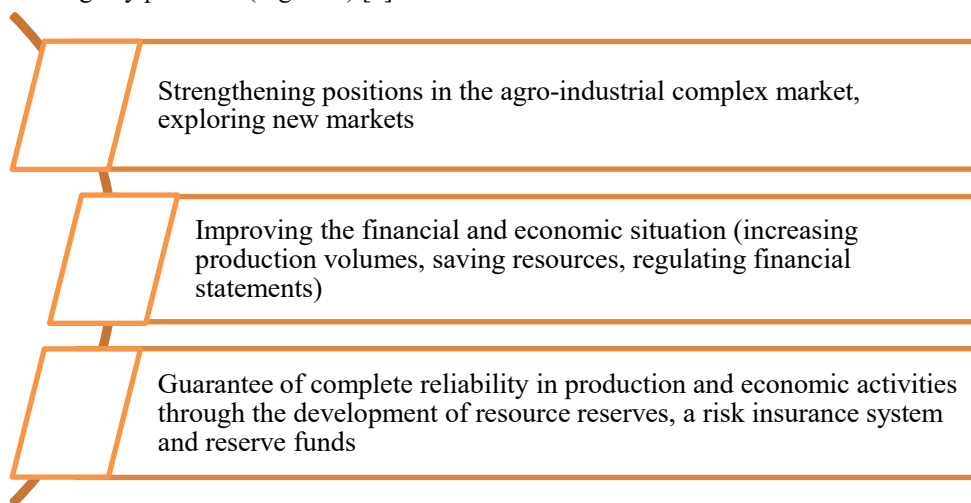 Strengthening positions in the agro-industrial complex market,
exploring new markets
Improving the financial and economic situation (increasing
production volumes, saving resources, regulating financial
statements)
Guarantee of complete reliability in production and economic activities
through the development of resource reserves, a risk insurance system
and reserve funds